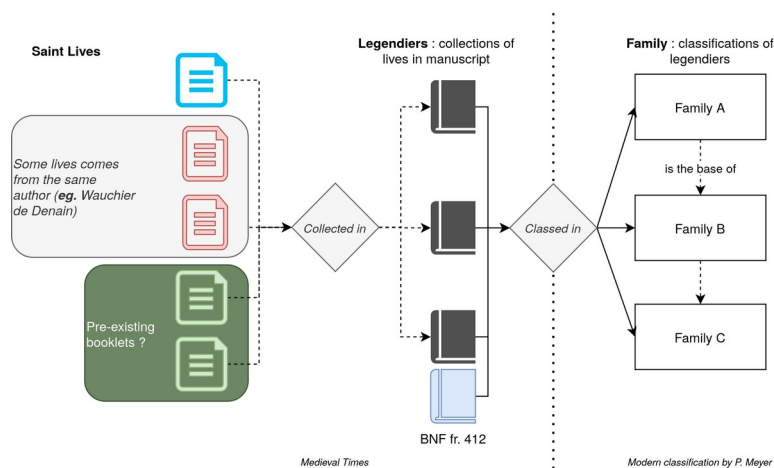 Saint Lives
Legendiers : collections of
lives in manuscript
Family : classifications of
legendiers
Some lives comes
from the same
author (eg. Wauchier
de Denain)
Pre-existing
booklets ?
Collected in
BNF fr. 412
Classed in
Family A
is the base of
Family B
Family C
Medieval Times
Modern classification by P. Meyer